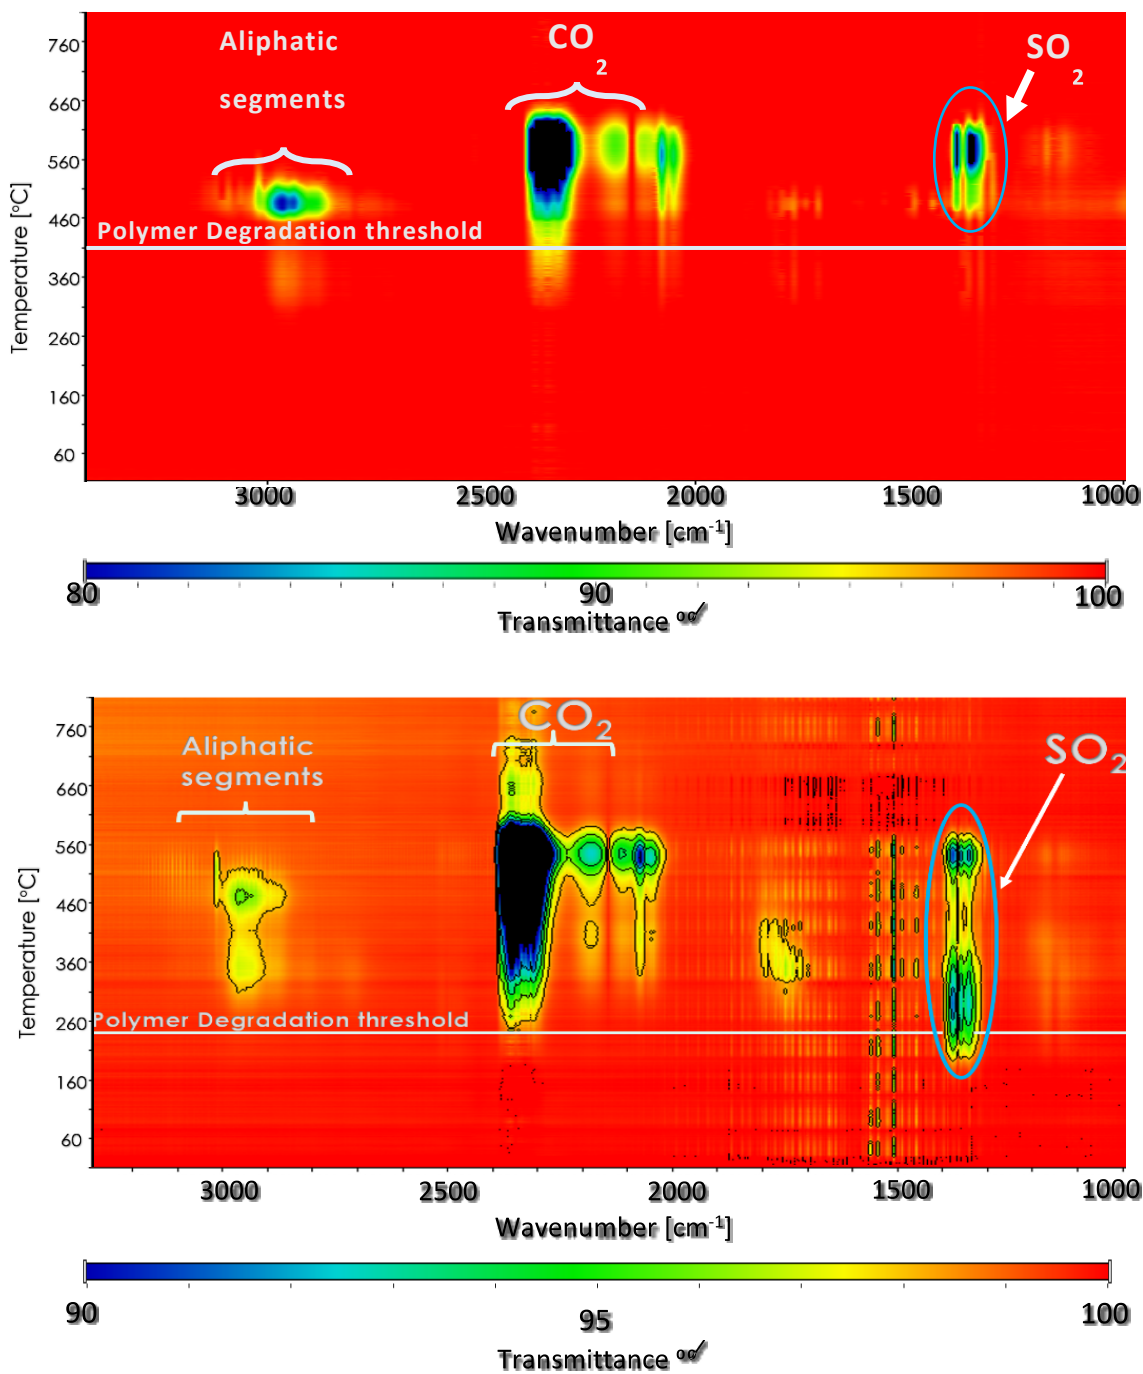 Aliphatic
segments
CO
2
SO
2
Polymer Degradation threshold
Temperature [°C]
760
660
560
460
360
260
160
60
3000 2500 2000 1500 1000
Wavenumber [cm-1]
80 90 100
Transmittance
Aliphatic
segments
CO2
SO2
Polymer Degradation threshold
Temperature [°C]
760
660
560
460
360
260
160
60
3000 2500 2000 1500 1000
Wavenumber [cm-1]
90 95 100
Transmittance